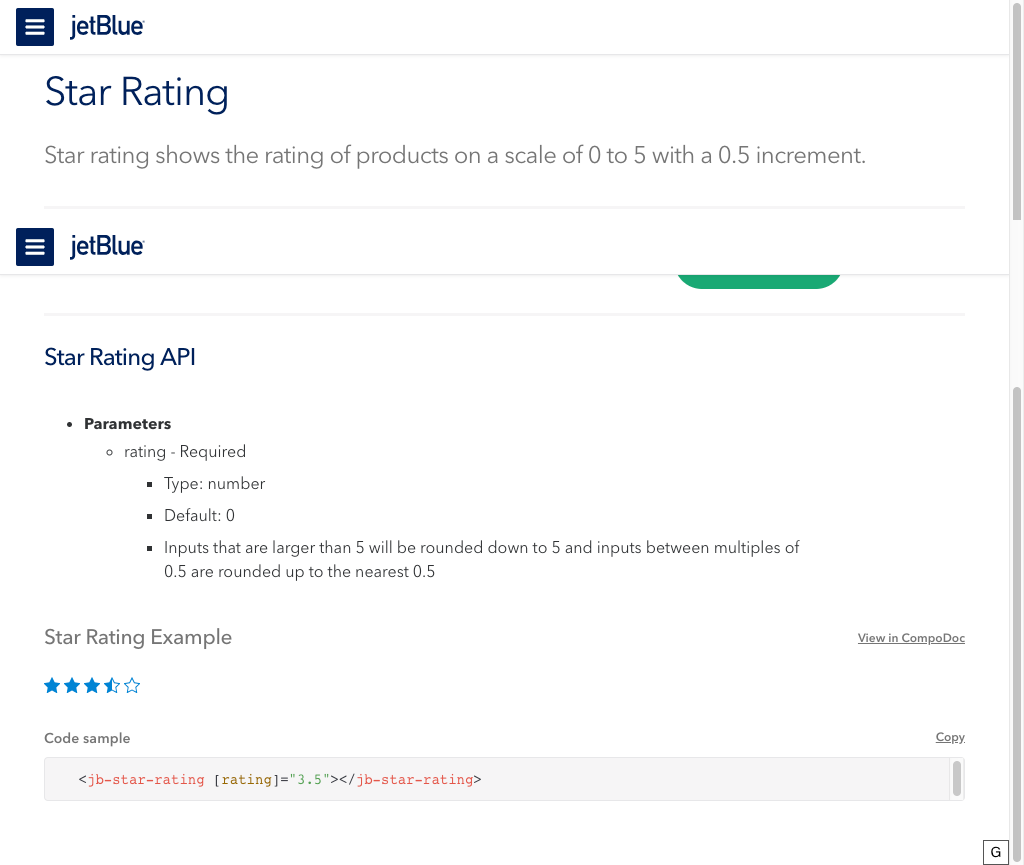 jetBlue
Star Rating
Star rating shows the rating of products on a scale of 0 to 5 with a 0.5 increment.
jetBlue
Star Rating API
Parameters
rating - Required
Type: number
Default: 0
Inputs that are larger than 5 will be rounded down to 5 and inputs between multiples of
0.5 are rounded up to the nearest 0.5
Star Rating Example
View in CompoDoc
Code sample
Copy
<jb-star-rating [rating]="3.5"></jb-star-rating>
G